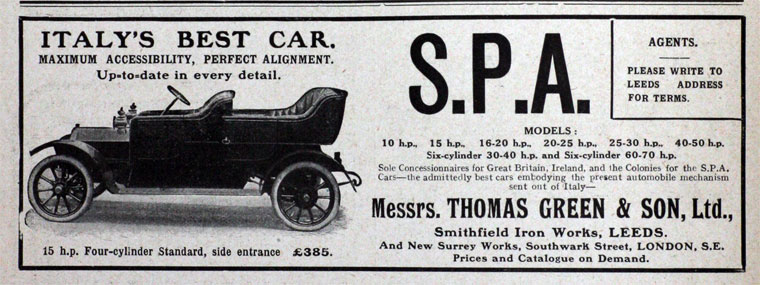 ITALY'S BEST CAR.
MAXIMUM ACCESSIBILITY, PERFECT ALIGNMENT.
Up=to=date in every detail.
15 h.p. Four-cylinder Standard, side entrance £385.
S.P.A.
AGENTS.
PLEASE WRITE TO
LEEDS ADDRESS
FOR TERMS.
MODELS:
10 h.p., 15 h.p., 16-20 h.p., 20-25 h.p., 25-30 h.p., 40-50 h.p.
Six-cylinder 30-40 h.p. and Six-cylinder 60-70 h.p.
Sole Concessionnaires for Great Britain, Ireland, and the Colonies for the S.P.A.
Cars—the admittedly best cars embodying the present automobile mechanism
sent out of Italy—
Messrs. THOMAS GREEN & SON, Ltd.,
Smithfield Iron Works, LEEDS.
And New Surrey Works, Southwark Street, LONDON, S.E.
Prices and Catalogue on Demand.